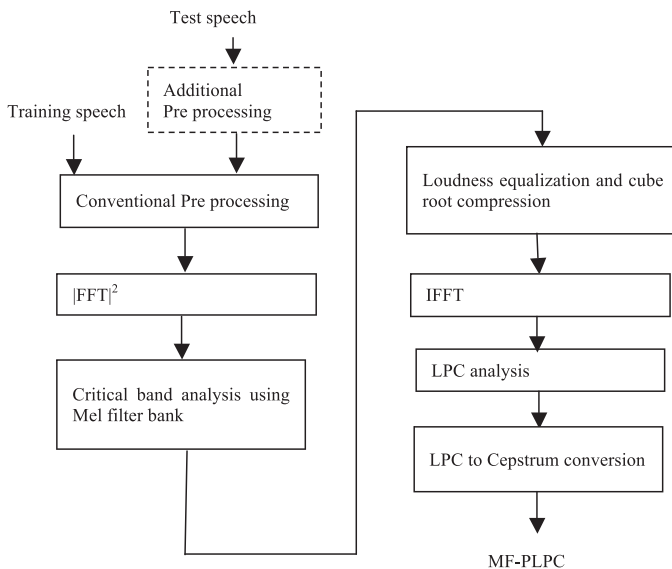 Test speech
Additional
Pre processing
Training speech
Conventional Pre processing
|FFT|²
Critical band analysis using
Mel filter bank
Loudness equalization and cube
root compression
IFFT
LPC analysis
LPC to Cepstrum conversion
MF-PLPC